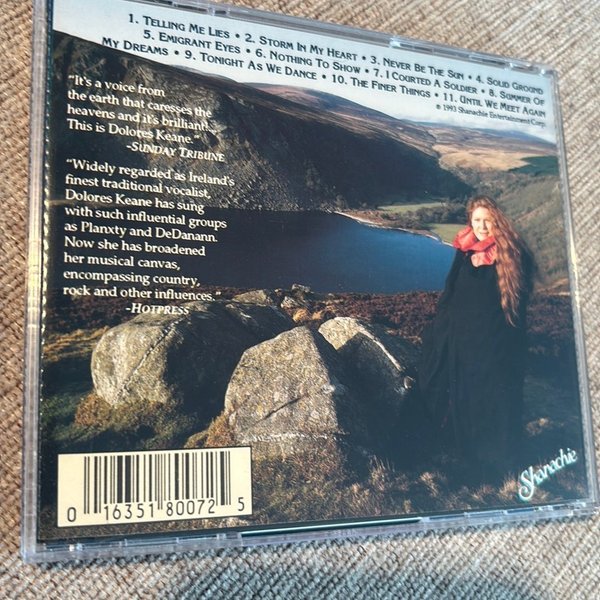 1. Telling Me Lies • 2. Storm In My Heart • 3. Never Be The Sun • 4. Solid Ground
5. Emigrant Eyes • 6. Nothing To Show • 7. I Courted A Soldier • 8. Summer Of
My Dreams • 9. Tonight As We Dance • 10. The Finer Things • 11. Until We Meet Again
℗ 1993 Shanachie Entertainment Corp.
"It's a voice from
the earth that caresses the
heavens and it's brilliant...
This is Dolores Keane."
-Sunday Tribune
"Widely regarded as Ireland's
finest traditional vocalist,
Dolores Keane has sung
with such influential groups
as Planxty and DeDanann.
Now she has broadened
her musical canvas,
encompassing country,
rock and other influences."
-Hotpress
Shanachie
0 16351 80072 5